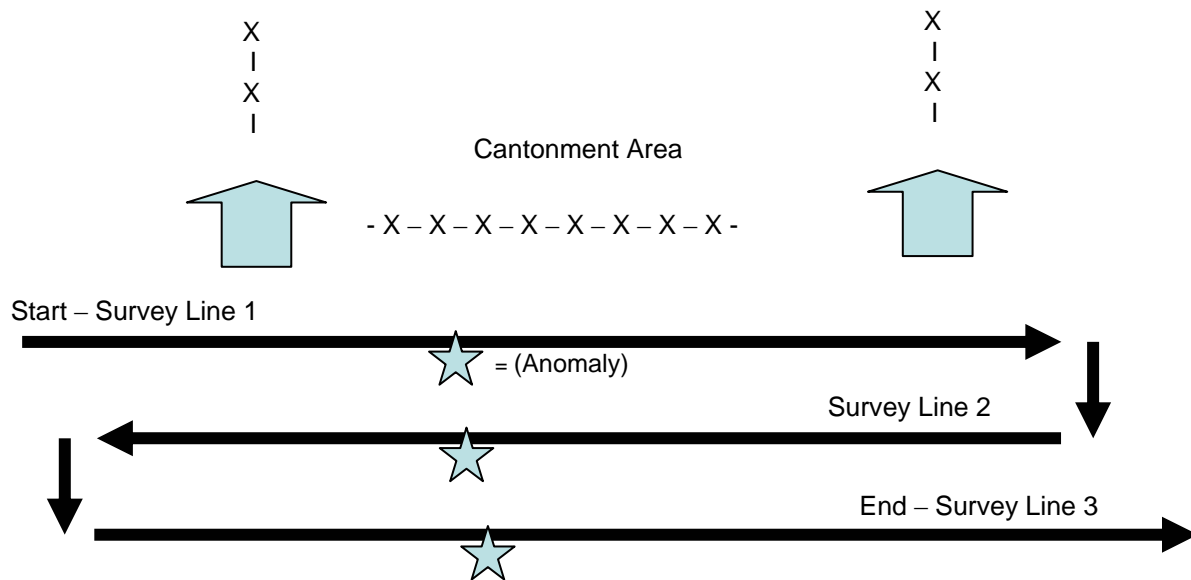 X
I
X
I
X
I
X
I
Cantonment Area
- X – X – X – X – X – X – X – X -
Start – Survey Line 1
= (Anomaly)
Survey Line 2
End – Survey Line 3